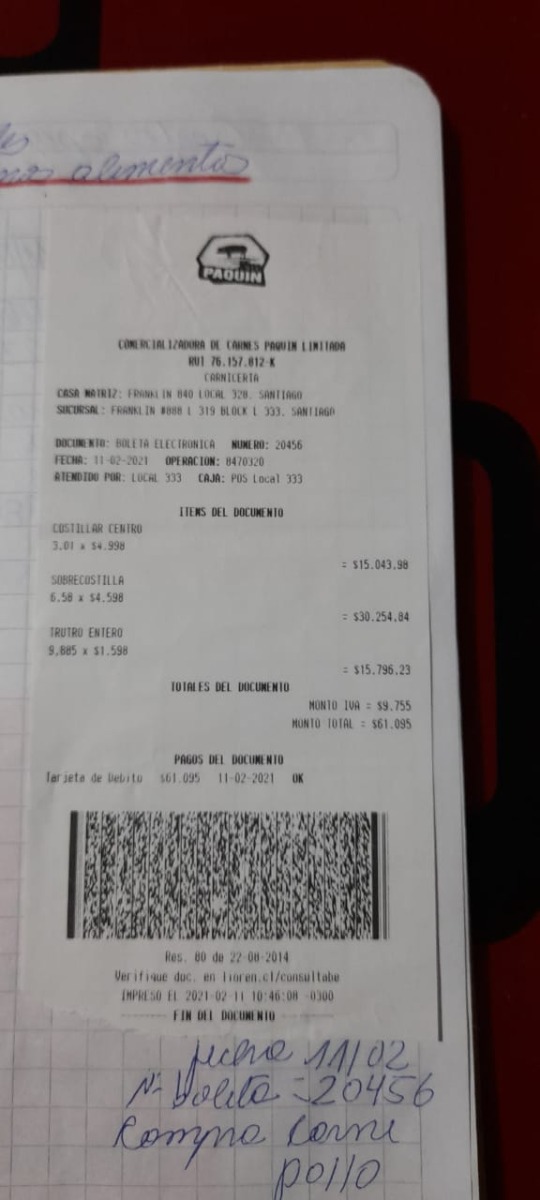 alimento
PAQUIN
COMERCIALIZADORA DE CARNES PAQUIN LIMITADA
RUT 76.157.812-K
CARNICERIA
CASA MATRIZ: FRANKLIN 840 LOCAL 328. SANTIAGO
SUCURSAL: FRANKLIN #888 L 319 BLOCK L 333. SANTIAGO
DOCUMENTO: BOLETA ELECTRONICA NUMERO: 20456
FECHA: 11-02-2021 OPERACION: 8470320
ATENDIDO POR: LOCAL 333 CAJA: POS Local 333
ITEMS DEL DOCUMENTO
COSTILLAR CENTRO
3.01 x $4.998
= $15.043,98
SOBRECOSTILLA
6.58 x $4.598
= $30.254,84
TRUTRO ENTERO
9,885 x $1.598
= $15.796,23
TOTALES DEL DOCUMENTO
MONTO IVA = $9.755
MONTO TOTAL = $61.095
PAGOS DEL DOCUMENTO
Tarjeta de Debito $61.095 11-02-2021 OK
Res. 80 de 22-08-2014
Verifique doc. en lioren.cl/consultabe
IMPRESO EL 2021-02-11 10:46:08 -0300
FIN DEL DOCUMENTO
fecha 11/02
Nº boleta = 20456
Compra Carne
pollo